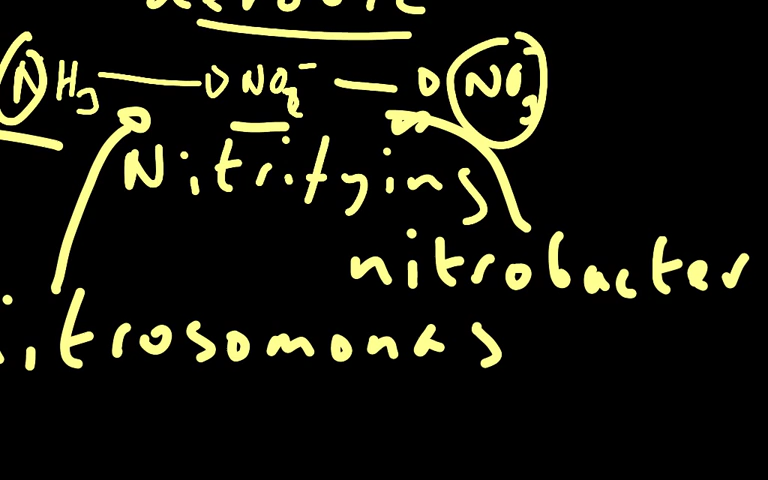 NH3 → NO2⁻ → NO3
Nitrifying
nitrobacter
itrosomonas